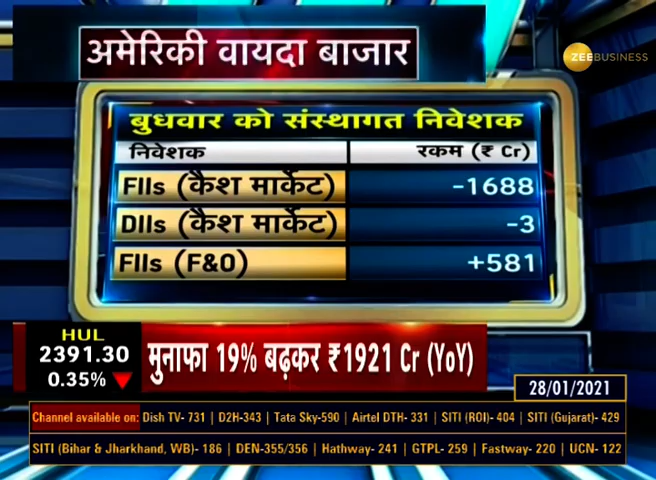 अमेरिकी वायदा बाजार
ZEEBUSINESS
बुधवार को संस्थागत निवेशक
निवेशक रकम (₹ Cr)
FIIs (कैश मार्केट) -1688
DIIs (कैश मार्केट) -3
FIIs (F&O) +581
HUL
2391.30
0.35%
मुनाफा 19% बढ़कर ₹1921 Cr (YoY)
28/01/2021
Channel available on: Dish TV- 731 | D2H-343 | Tata Sky-590 | Airtel DTH- 331 | SITI (ROI)- 404 | SITI (Gujarat)- 429
SITI (Bihar & Jharkhand, WB)- 186 | DEN-355/356 | Hathway- 241 | GTPL- 259 | Fastway- 220 | UCN- 122